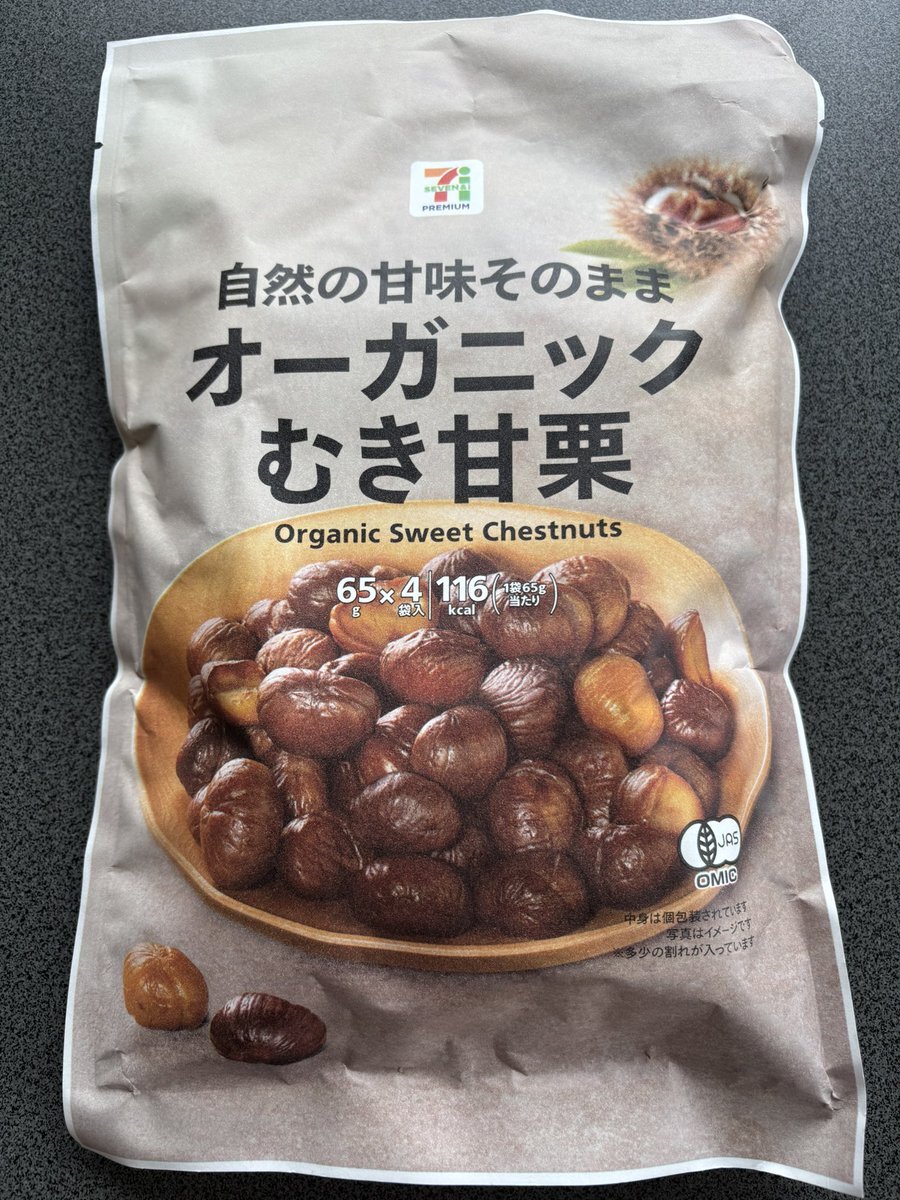 SEVEN&i
PREMIUM
自然の甘味そのまま
オーガニック
むき甘栗
Organic Sweet Chestnuts
65g×4袋入 116kcal(1袋65g当たり)
JAS
OMIC
中身は個包装されています
写真はイメージです
※多少の割れが入っています